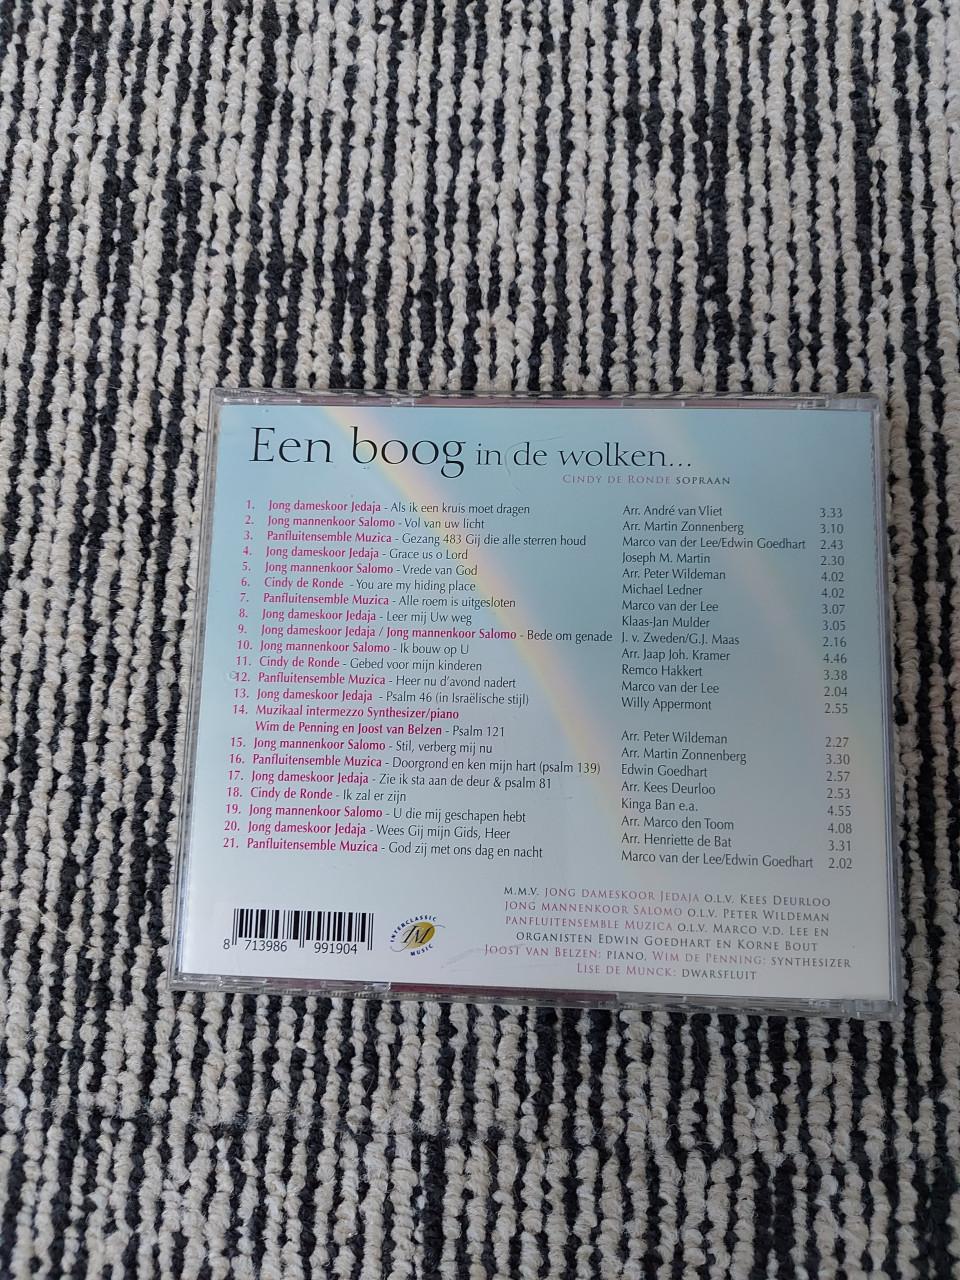 Een boog in de wolken...
CINDY DE RONDE SOPRAAN
1. Jong dameskoor Jedaja - Als ik een kruis moet dragen Arr. André van Vliet 3.33
2. Jong mannenkoor Salomo - Vol van uw licht Arr. Martin Zonnenberg 3.10
3. Panfluitensemble Muzica - Gezang 483 Gij die alle sterren houd Marco van der Lee/Edwin Goedhart 2.43
4. Jong dameskoor Jedaja - Grace us o Lord Joseph M. Martin 2.30
5. Jong mannenkoor Salomo - Vrede van God Arr. Peter Wildeman 4.02
6. Cindy de Ronde - You are my hiding place Michael Ledner 4.02
7. Panfluitensemble Muzica - Alle roem is uitgesloten Marco van der Lee 3.07
8. Jong dameskoor Jedaja - Leer mij Uw weg Klaas-Jan Mulder 3.05
9. Jong dameskoor Jedaja / Jong mannenkoor Salomo - Bede om genade J. v. Zweden/G.J. Maas 2.16
10. Jong mannenkoor Salomo - Ik bouw op U Arr. Jaap Joh. Kramer 4.46
11. Cindy de Ronde - Gebed voor mijn kinderen Remco Hakkert 3.38
12. Panfluitensemble Muzica - Heer nu d'avond nadert Marco van der Lee 2.04
13. Jong dameskoor Jedaja - Psalm 46 (in Israëlische stijl) Willy Appermont 2.55
14. Muzikaal intermezzo Synthesizer/piano
Wim de Penning en Joost van Belzen - Psalm 121 Arr. Peter Wildeman 2.27
15. Jong mannenkoor Salomo - Stil, verberg mij nu Arr. Martin Zonnenberg 3.30
16. Panfluitensemble Muzica - Doorgrond en ken mijn hart (psalm 139) Edwin Goedhart 2.57
17. Jong dameskoor Jedaja - Zie ik sta aan de deur & psalm 81 Arr. Kees Deurloo 2.53
18. Cindy de Ronde - Ik zal er zijn Kinga Ban e.a. 4.55
19. Jong mannenkoor Salomo - U die mij geschapen hebt Arr. Marco den Toom 4.08
20. Jong dameskoor Jedaja - Wees Gij mijn Gids, Heer Arr. Henriette de Bat 3.31
21. Panfluitensemble Muzica - God zij met ons dag en nacht Marco van der Lee/Edwin Goedhart 2.02
M.M.V. JONG DAMESKOOR JEDAJA O.L.V. KEES DEURLOO
JONG MANNENKOOR SALOMO O.L.V. PETER WILDEMAN
PANFLUITENSEMBLE MUZICA O.L.V. MARCO V.D. LEE EN
ORGANISTEN EDWIN GOEDHART EN KORNE BOUT
JOOST VAN BELZEN: PIANO, WIM DE PENNING: SYNTHESIZER
LISE DE MUNCK: DWARSFLUIT
8 713986 991904
INTERCLASSIC
IM
MUSIC